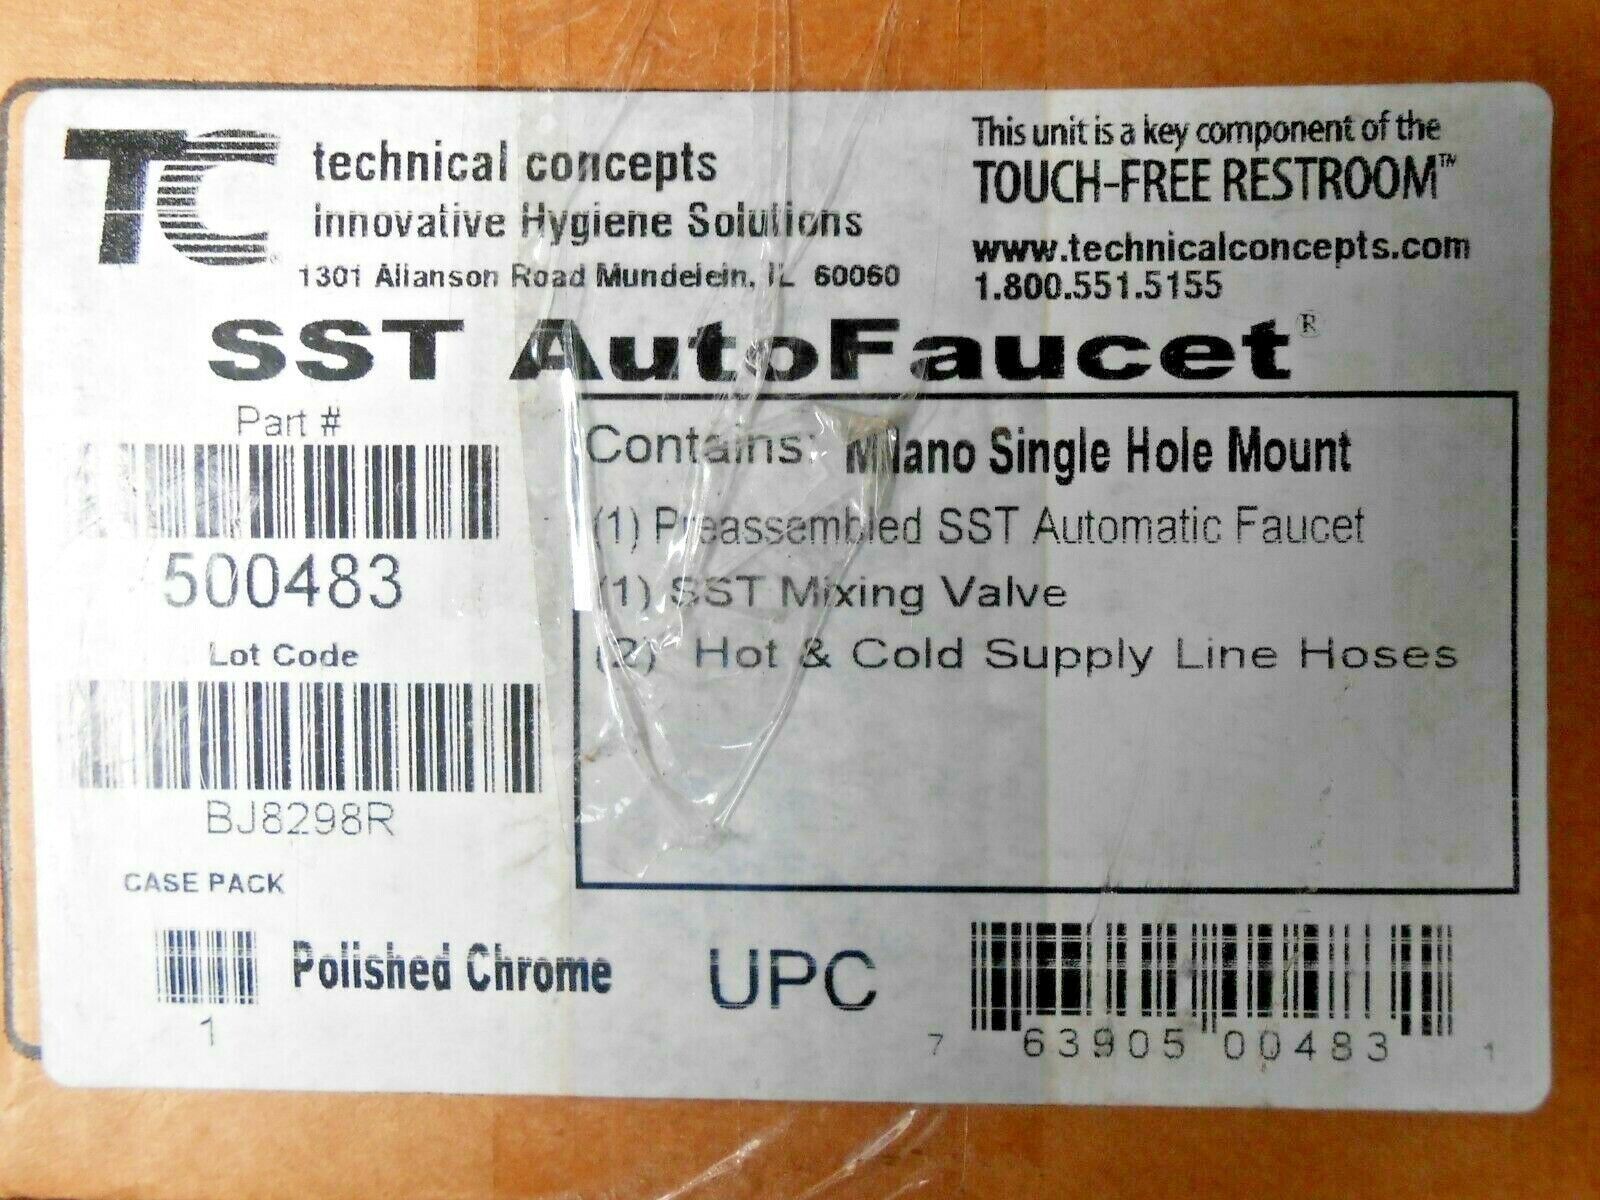 TC
technical concepts
Innovative Hygiene Solutions
1301 Allanson Road Mundelein, IL 60060
This unit is a key component of the
TOUCH-FREE RESTROOM™
www.technicalconcepts.com
1.800.551.5155
SST AutoFaucet®
Part #
500483
Lot Code
BJ8298R
CASE PACK
1
Polished Chrome
Contains: Milano Single Hole Mount
(1) Preassembled SST Automatic Faucet
(1) SST Mixing Valve
(2) Hot & Cold Supply Line Hoses
UPC
7 63905 00483 1